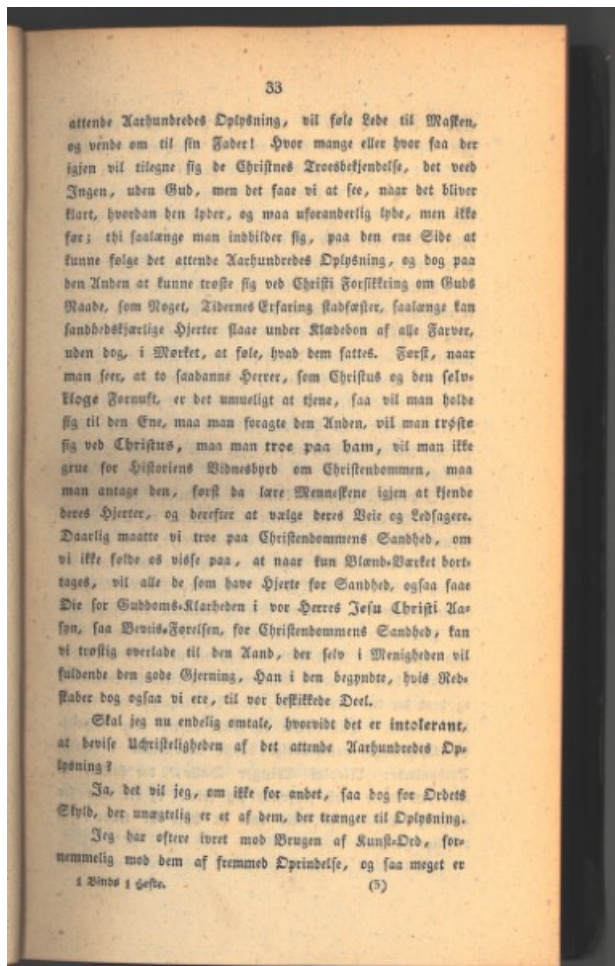 33
attende Aarhundredes Oplysning, vil føle Lede til Masken,
og vende om til sin Fader! Hvor mange eller hvor faa der
igjen vil tilegne sig de Christnes Troesbekjendelse, det veed
Ingen, uden Gud, men det faae vi at see, naar det bliver
klart, hvordan den lyder, og maa uforanderlig lyde, men ikke
før; thi saalænge man indbilder sig, paa den ene Side at
kunne følge det attende Aarhundredes Oplysning, og dog paa
den Anden at kunne trøste sig ved Christi Forsikkring om Guds
Naade, som Noget, Tidernes Erfaring stadfæster, saalænge kan
sandhedskjærlige Hjerter slaae under Klædebon af alle Farver,
uden dog, i Mørket, at føle, hvad dem fattes. Først, naar
man seer, at to saadanne Herrer, som Christus og den selv-
kloge Fornuft, er det umueligt at tjene, saa vil man holde
sig til den Ene, maa man foragte den Anden, vil man trøste
sig ved Christus, maa man troe paa ham, vil man ikke
grue for Historiens Vidnesbyrd om Christendommen, maa
man antage den, først da lære Menneskene igjen at kjende
deres Hjerter, og derefter at vælge deres Veie og Ledsagere.
Daarlig maatte vi troe paa Christendommens Sandhed, om
vi ikke følde os visse paa, at naar kun Blænd-Værket bort-
tages, vil alle de som have Hjerte for Sandhed, ogsaa faae
Øie for Guddoms-Klarheden i vor Herres Jesu Christi Aa-
syn, saa Beviis-Førelsen, for Christendommens Sandhed, kan
vi trøstig overlade til den Aand, der selv i Menigheden vil
fuldende den gode Gjerning, Han i den begyndte, hvis Red-
skaber dog ogsaa vi ere, til vor beskikkede Deel.
Skal jeg nu endelig omtale, hvorvidt det er intolerant,
at bevise Uchristeligheden af det attende Aarhundredes Op-
lysning?
Ja, det vil jeg, om ikke for andet, saa dog for Ordets
Skyld, der unægtelig er et af dem, der trænger til Oplysning.
Jeg har oftere ivret mod Brugen af Kunst-Ord, for-
nemmelig mod dem af fremmed Oprindelse, og saa meget er
1 Binds 1 Hefte. (3)